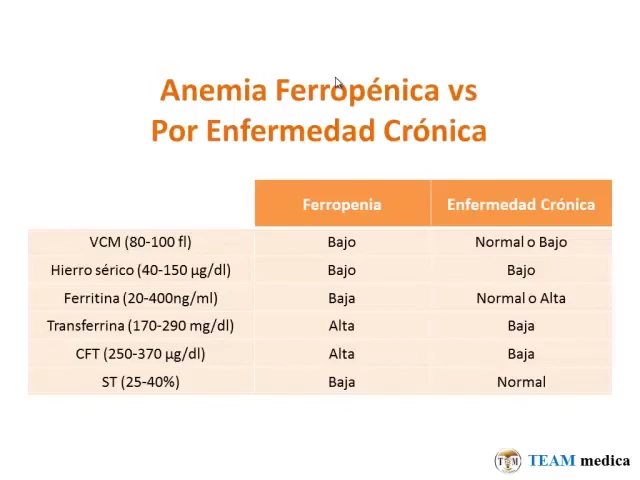 Anemia Ferropénica vs
Por Enfermedad Crónica
Ferropenia Enfermedad Crónica
VCM (80-100 fl) Bajo Normal o Bajo
Hierro sérico (40-150 µg/dl) Bajo Bajo
Ferritina (20-400ng/ml) Baja Normal o Alta
Transferrina (170-290 mg/dl) Alta Baja
CFT (250-370 µg/dl) Alta Baja
ST (25-40%) Baja Normal
TEAM medica